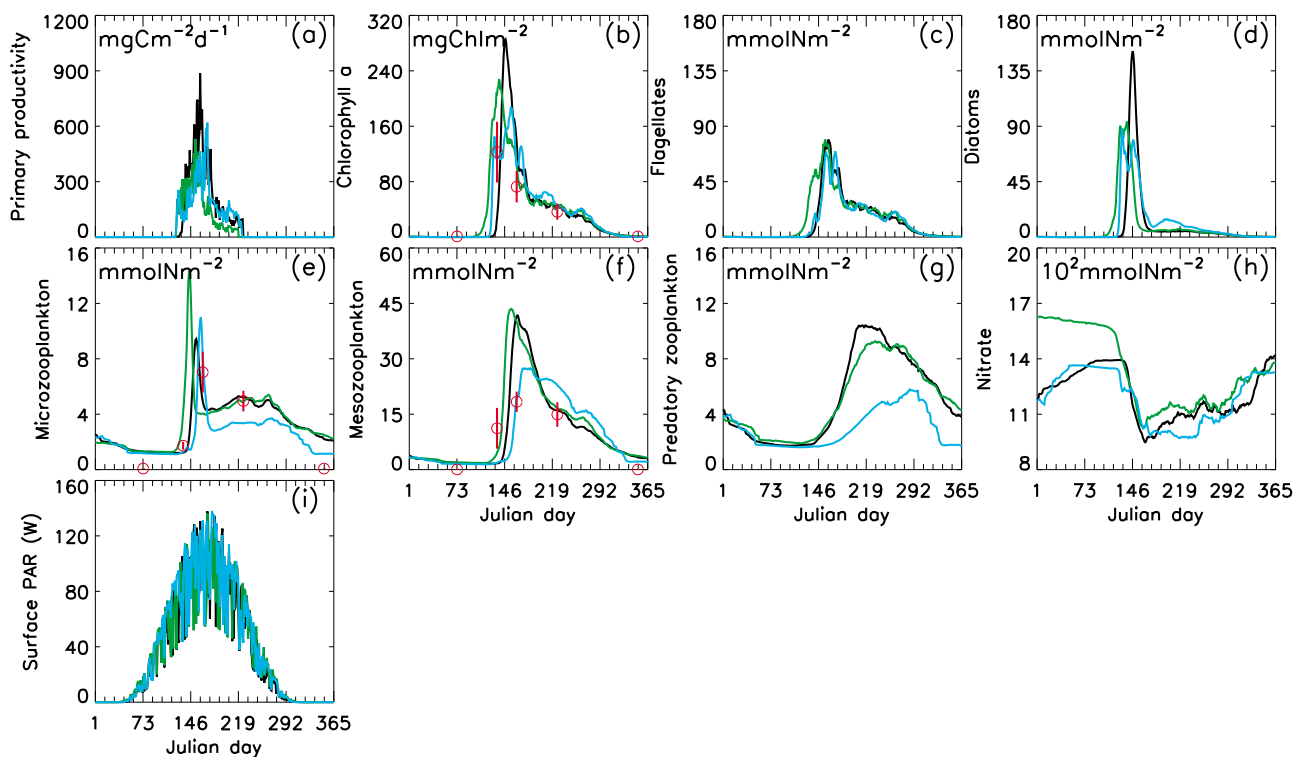 Primary productivity
1200
900
600
300
0
mgCm−2d−1
(a)
Chlorophyll a
320
240
160
80
0
mgChlm−2
(b)
Flagellates
180
135
90
45
0
mmolNm−2
(c)
Diatoms
180
135
90
45
0
mmolNm−2
(d)
Microzooplankton
16
12
8
4
0
mmolNm−2
(e)
Mesozooplankton
60
45
30
15
0
mmolNm−2
(f)
1 73 146 219 292 365
Julian day
Predatory zooplankton
16
12
8
4
0
mmolNm−2
(g)
1 73 146 219 292 365
Julian day
Nitrate
20
17
14
11
8
10²mmolNm−2
(h)
1 73 146 219 292 365
Julian day
Surface PAR (W)
160
120
80
40
0
(i)
1 73 146 219 292 365
Julian day